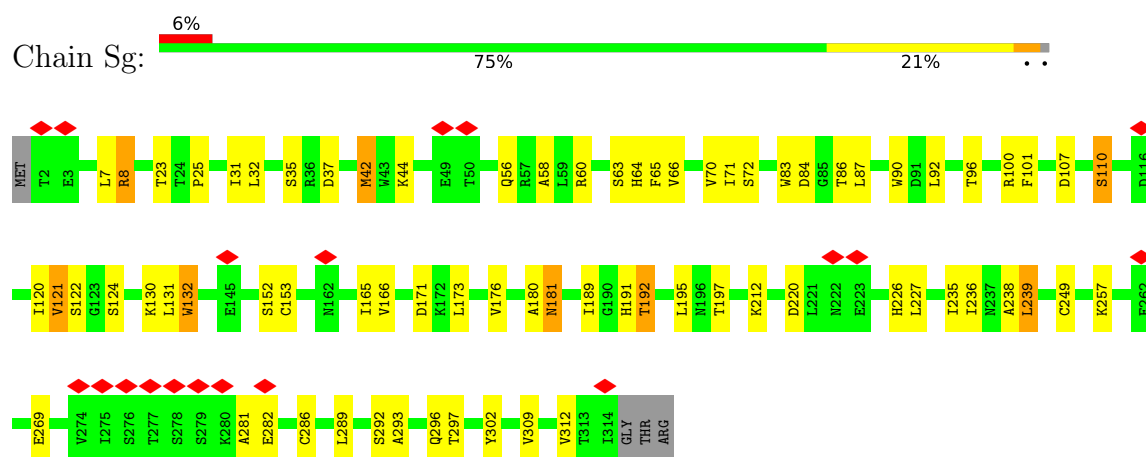 6%
Chain Sg:
75% 21% • •
MET T2 E3 L7 R8 T23 T24 P25 I31 L32 S35 R36 D37 M42 W43 K44 E49 T50 Q56 R57 A58 L59 R60 S63 H64 F65 V66 V70 I71 S72 W83 D84 G85 T86 L87 W90 D91 L92 T96 R100 F101 D107 S110 D116
I120 V121 S122 G123 S124 K130 L131 W132 E145 S152 C153 N162 I165 V166 D171 K172 L173 V176 A180 N181 I189 G190 H191 T192 L195 N196 T197 K212 D220 L221 N222 E223 H226 L227 I235 I236 N237 A238 L239 C249 K257 E262
E269 V274 I275 S276 T277 S278 S279 K280 A281 E282 C286 L289 S292 A293 Q296 T297 Y302 V309 V312 T313 I314 GLY THR ARG